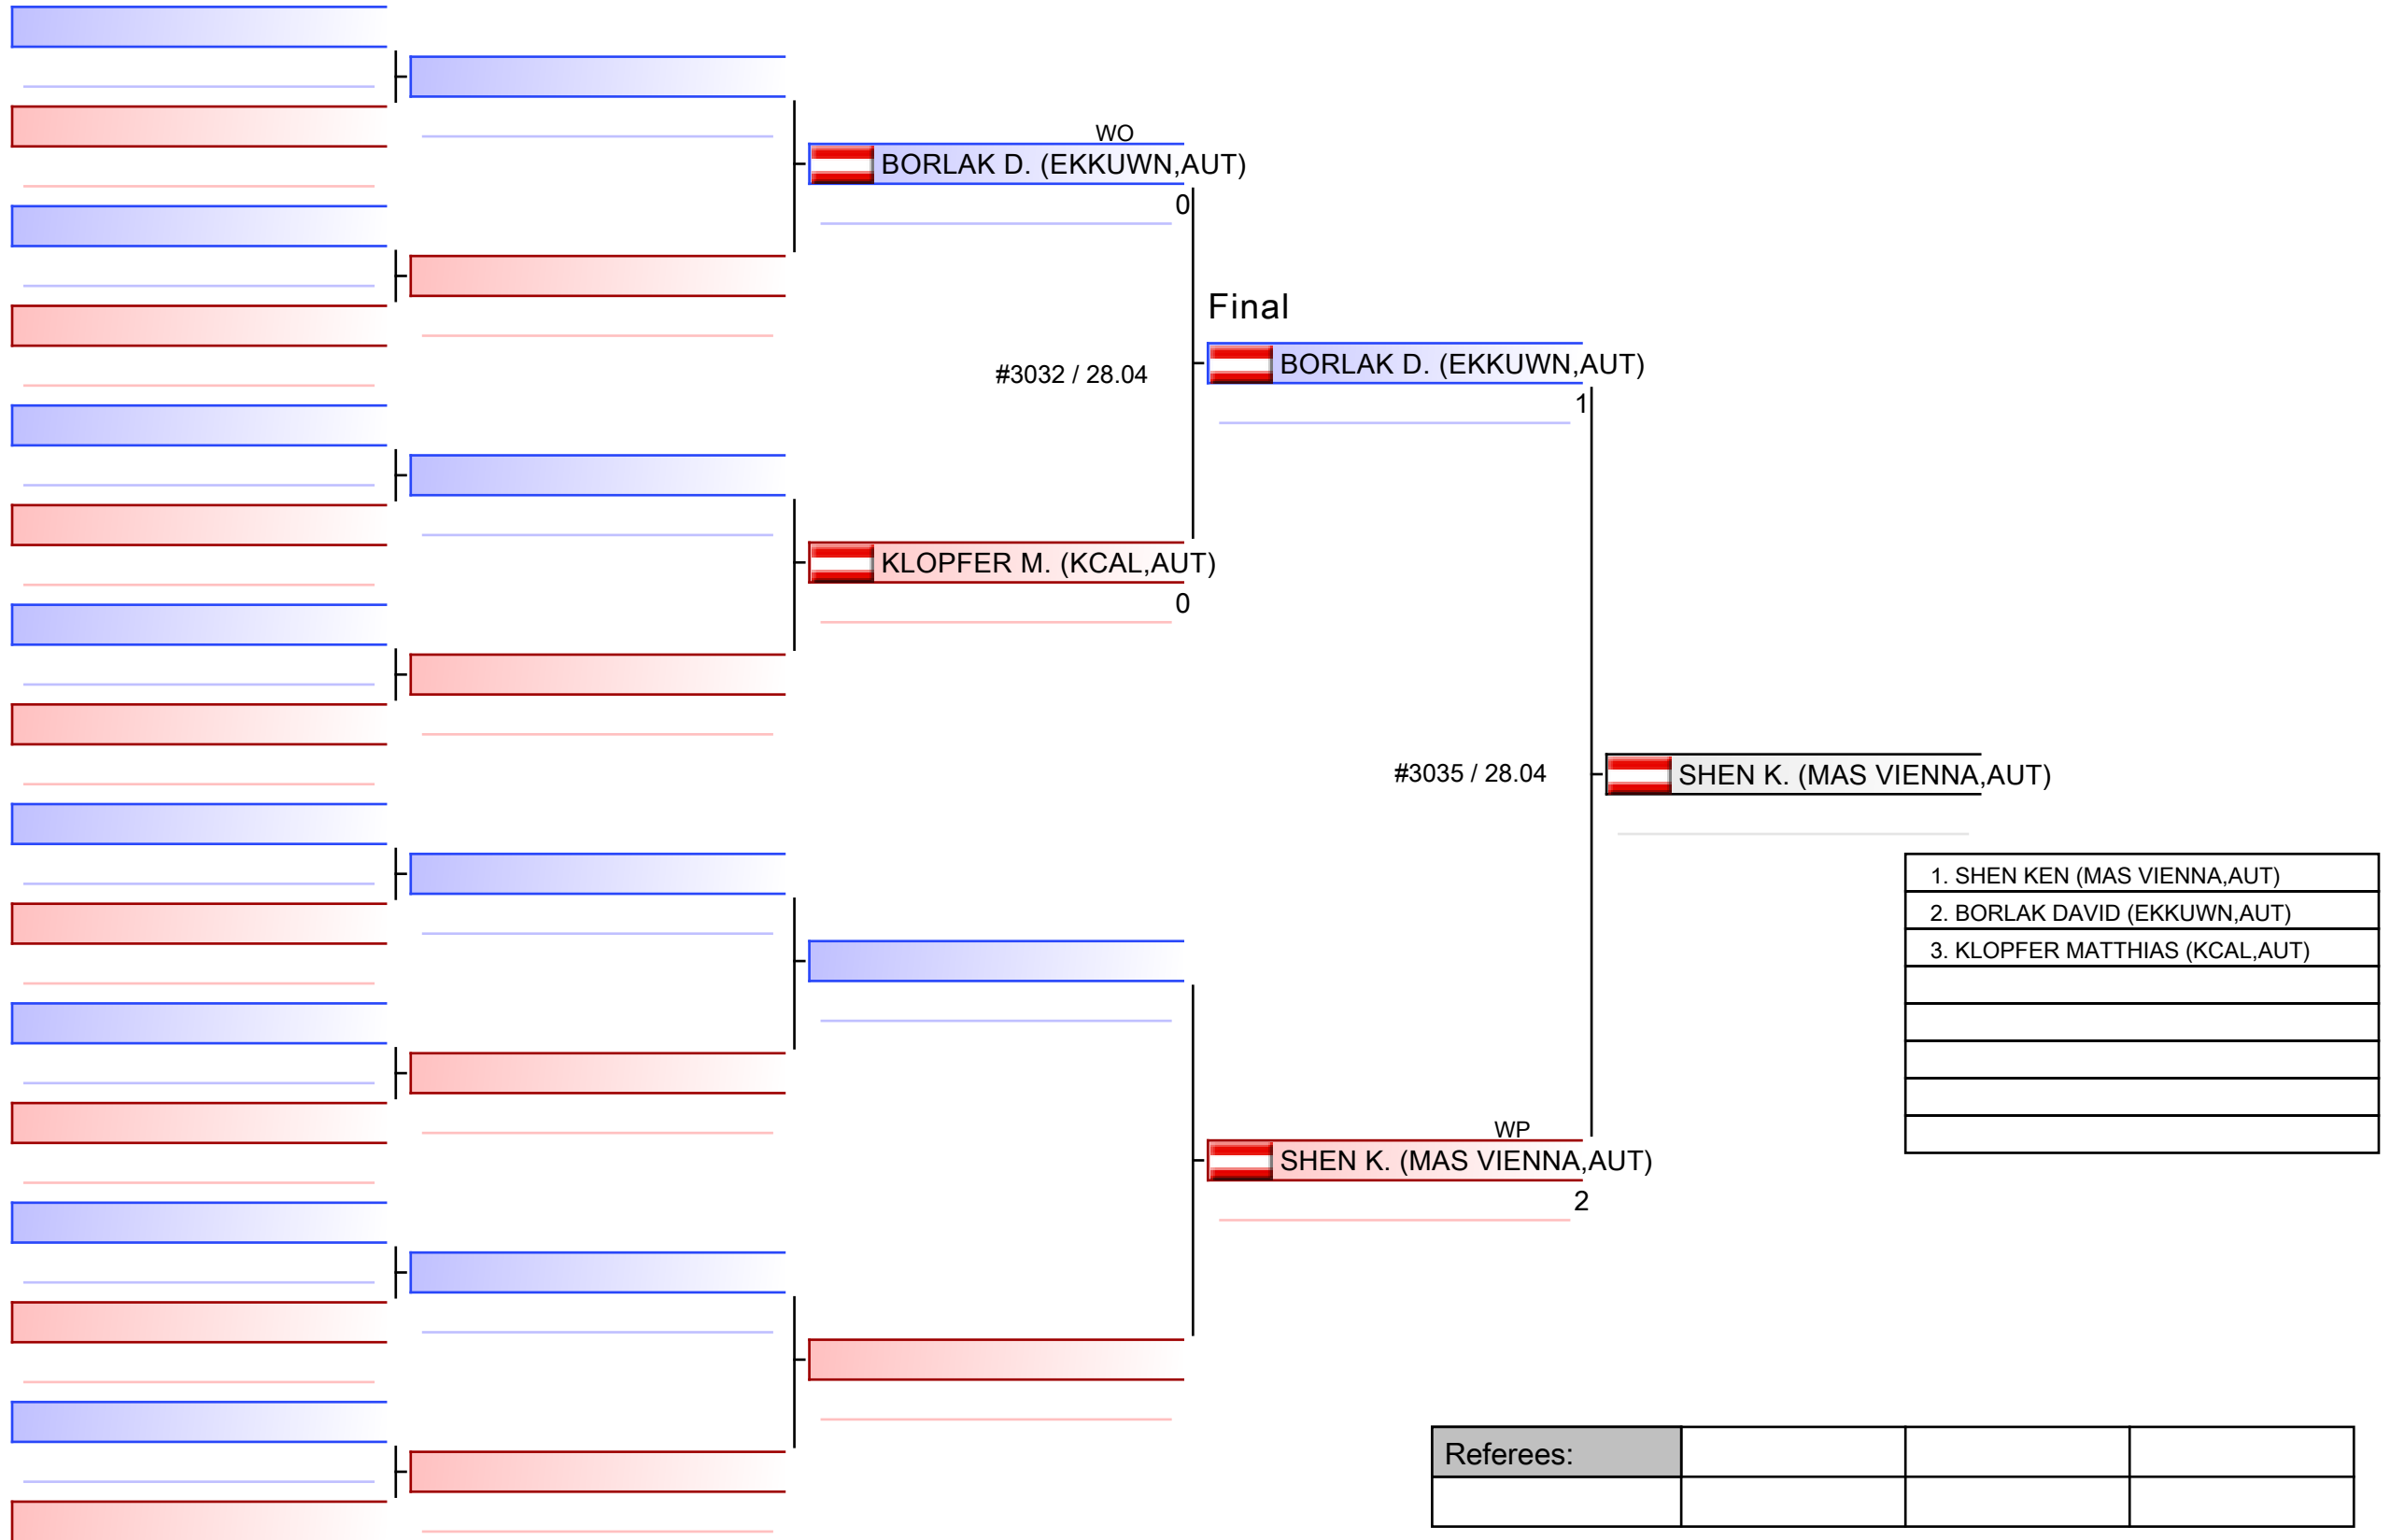 WO
BORLAK D. (EKKUWN,AUT)
0
Final
BORLAK D. (EKKUWN,AUT)
#3032 / 28.04
1
KLOPFER M. (KCAL,AUT)
0
#3035 / 28.04
SHEN K. (MAS VIENNA,AUT)
1. SHEN KEN (MAS VIENNA,AUT)
2. BORLAK DAVID (EKKUWN,AUT)
3. KLOPFER MATTHIAS (KCAL,AUT)
WP
SHEN K. (MAS VIENNA,AUT)
2
Referees: